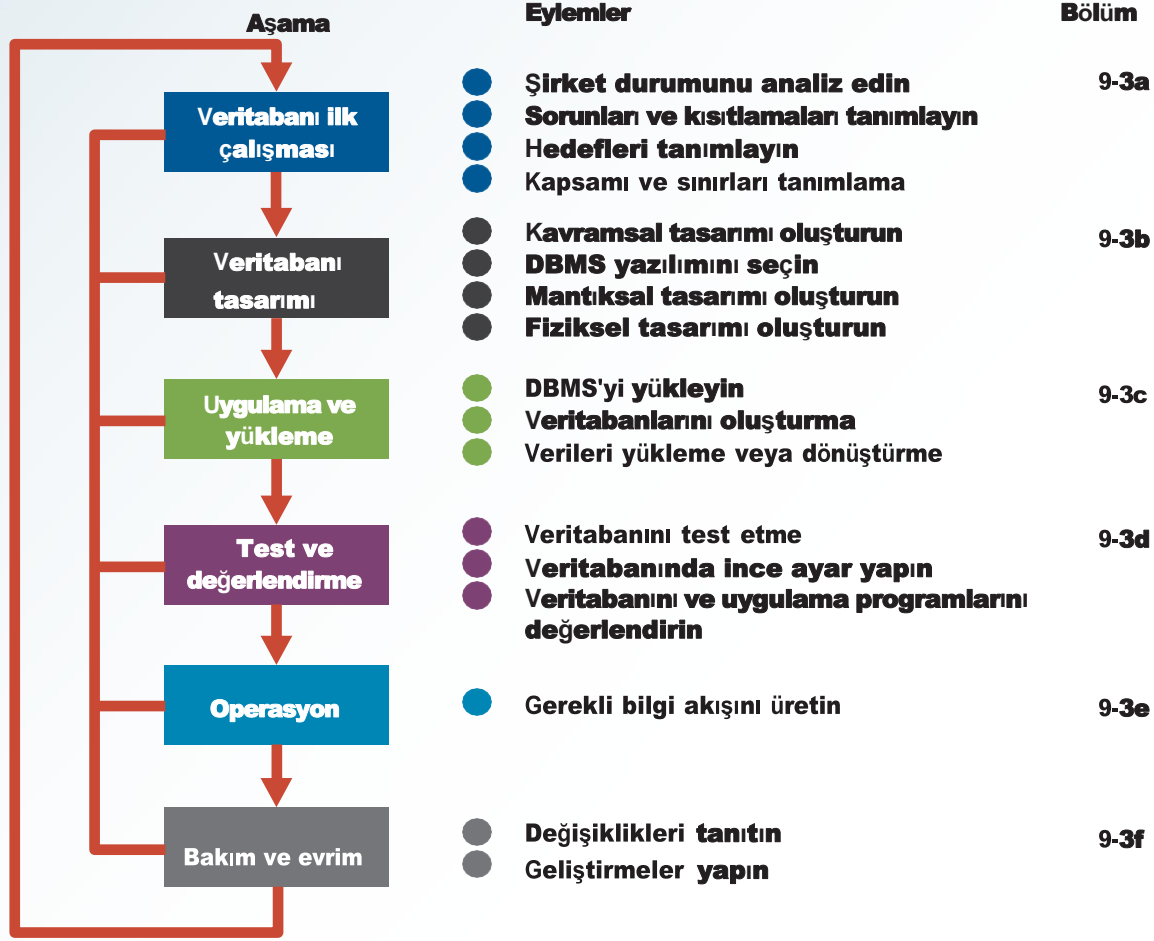 Aşama
Eylemler
Bölüm
Veritabanı ilk
çalışması
Şirket durumunu analiz edin
9-3a
Sorunları ve kısıtlamaları tanımlayın
Hedefleri tanımlayın
Kapsamı ve sınırları tanımlama
Veritabanı
tasarımı
Kavramsal tasarımı oluşturun
9-3b
DBMS yazılımını seçin
Mantıksal tasarımı oluşturun
Fiziksel tasarımı oluşturun
Uygulama ve
yükleme
DBMS'yi yükleyin
9-3c
Veritabanlarını oluşturma
Verileri yükleme veya dönüştürme
Test ve
değerlendirme
Veritabanını test etme
9-3d
Veritabanında ince ayar yapın
Veritabanını ve uygulama programlarını
değerlendirin
Operasyon
Gerekli bilgi akışını üretin
9-3e
Bakım ve evrim
Değişiklikleri tanıtın
9-3f
Geliştirmeler yapın